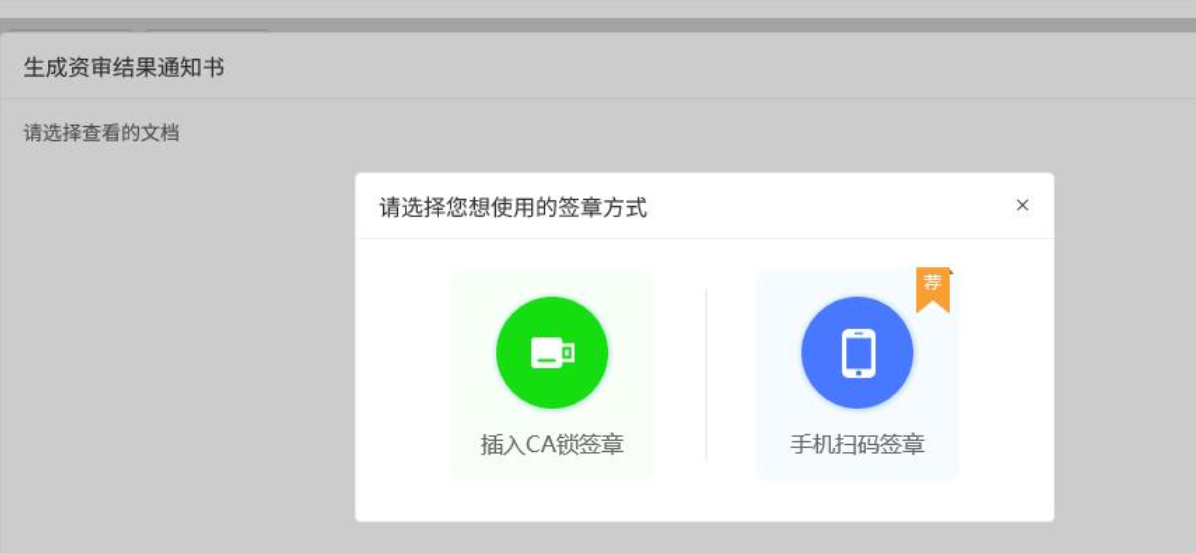 生成资审结果通知书
请选择查看的文档
请选择您想使用的签章方式
荐
插入CA锁签章
手机扫码签章